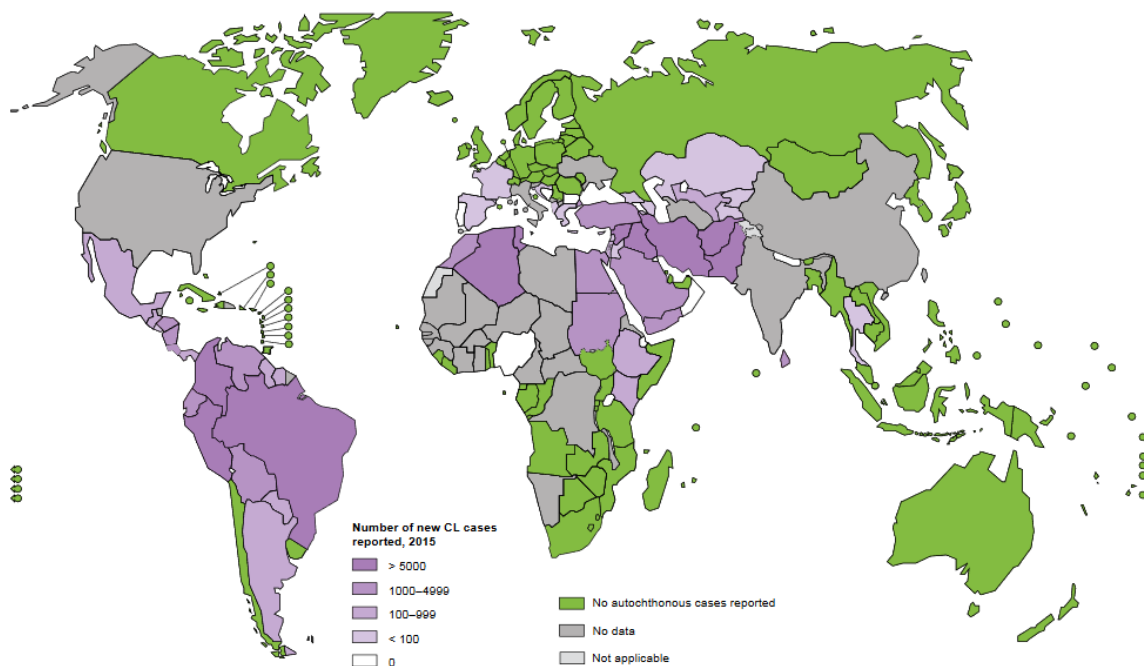 Number of new CL cases
reported, 2015
> 5000
1000–4999
100–999
< 100
0
No autochthonous cases reported
No data
Not applicable